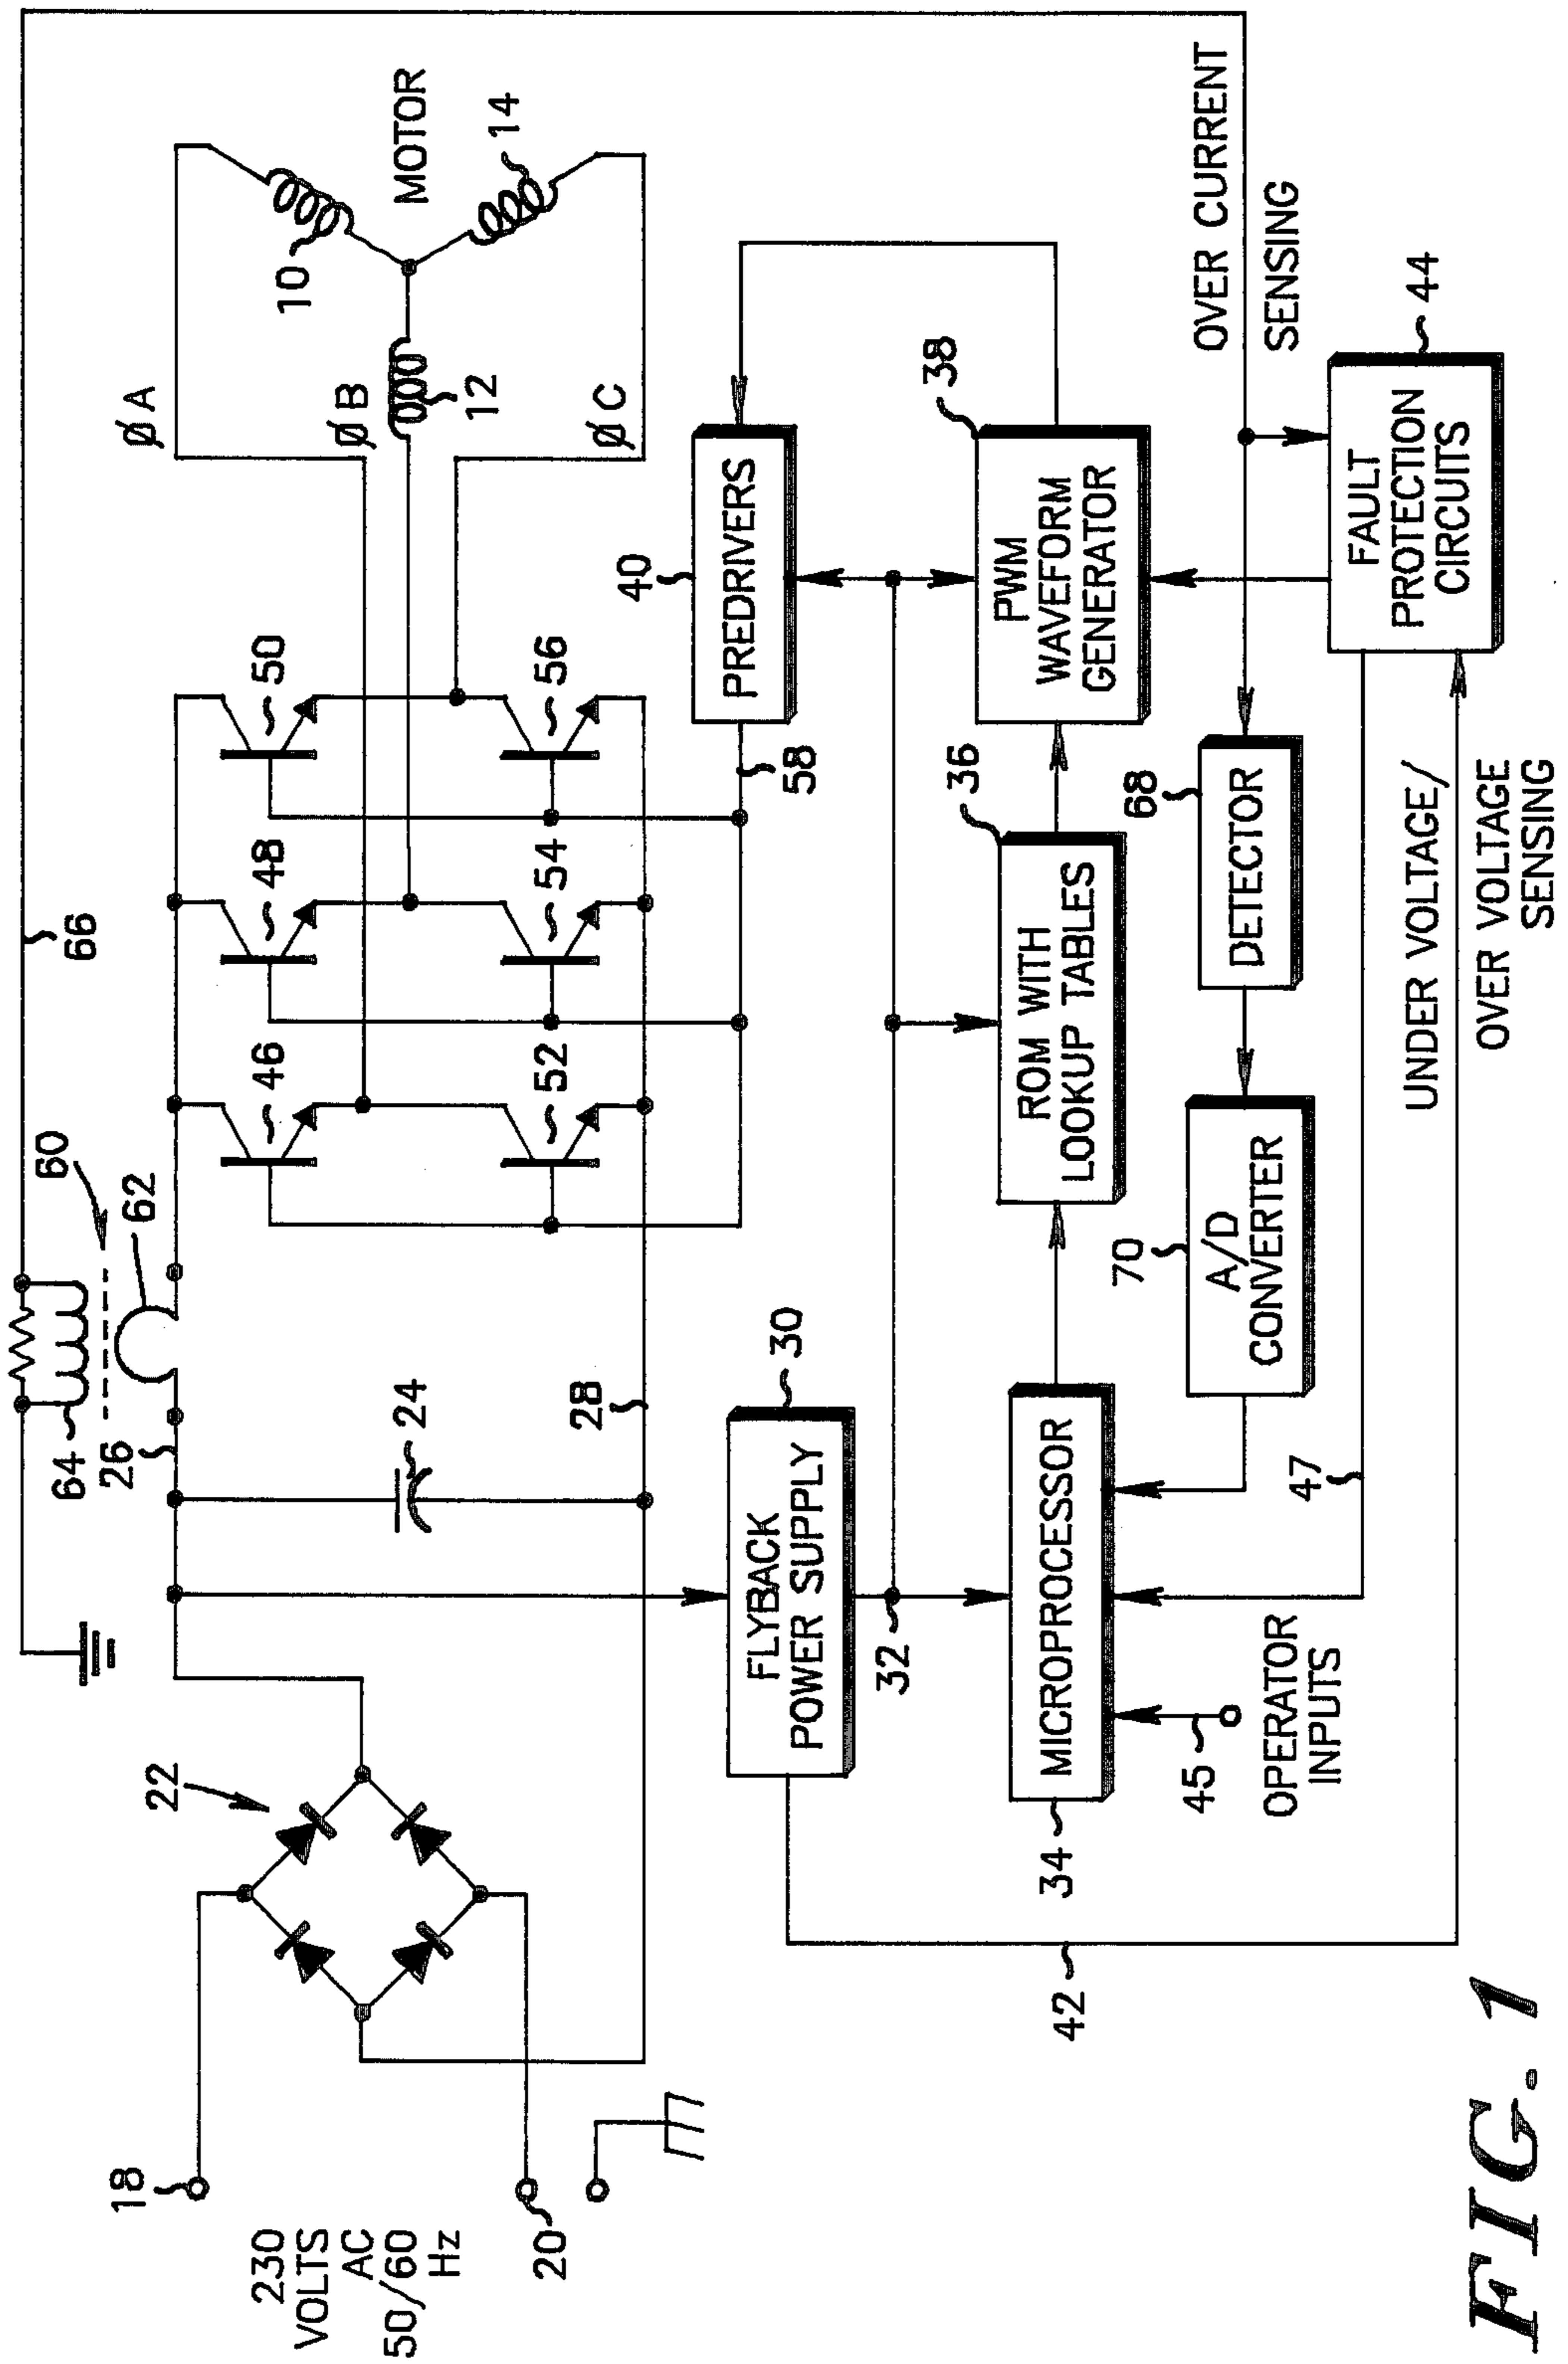 66
64
60
62
26
18
230
VOLTS
AC
50/60
Hz
20
22
24
28
46
48
50
52
54
56
58
ØA
ØB
ØC
10
12
14
MOTOR
30
FLYBACK
POWER SUPPLY
32
40
PREDRIVERS
34
MICROPROCESSOR
36
ROM WITH
LOOKUP TABLES
38
PWM
WAVEFORM
GENERATOR
42
45
OPERATOR
INPUTS
47
70
A/D
CONVERTER
68
DETECTOR
OVER CURRENT
SENSING
44
FAULT
PROTECTION
CIRCUITS
UNDER VOLTAGE/
OVER VOLTAGE
SENSING
FIG. 1